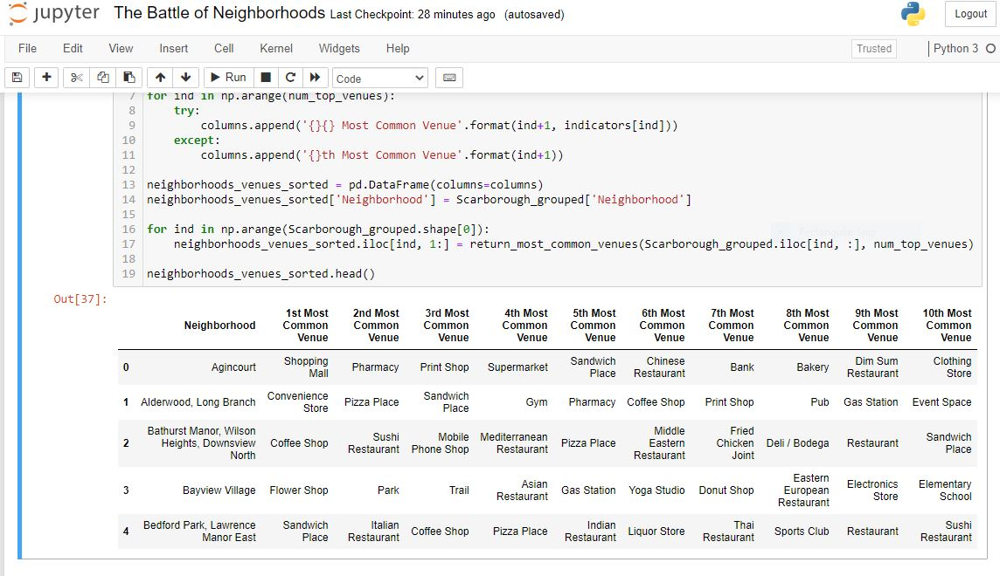 jupyter The Battle of Neighborhoods Last Checkpoint: 28 minutes ago (autosaved) Logout
File Edit View Insert Cell Kernel Widgets Help Trusted Python 3
Run Code
7 for ind in np.arange(num_top_venues):
8 try:
9 columns.append('{}{} Most Common Venue'.format(ind+1, indicators[ind]))
10 except:
11 columns.append('{}th Most Common Venue'.format(ind+1))
12
13 neighborhoods_venues_sorted = pd.DataFrame(columns=columns)
14 neighborhoods_venues_sorted['Neighborhood'] = Scarborough_grouped['Neighborhood']
15
16 for ind in np.arange(Scarborough_grouped.shape[0]):
Rectangular Snip
17 neighborhoods_venues_sorted.iloc[ind, 1:] = return_most_common_venues(Scarborough_grouped.iloc[ind, :], num_top_venues)
18
19 neighborhoods_venues_sorted.head()
Out[37]:
Neighborhood 1st Most Common Venue 2nd Most Common Venue 3rd Most Common Venue 4th Most Common Venue 5th Most Common Venue 6th Most Common Venue 7th Most Common Venue 8th Most Common Venue 9th Most Common Venue 10th Most Common Venue
0 Agincourt Shopping Mall Pharmacy Print Shop Supermarket Sandwich Place Chinese Restaurant Bank Bakery Dim Sum Restaurant Clothing Store
1 Alderwood, Long Branch Convenience Store Pizza Place Sandwich Place Gym Pharmacy Coffee Shop Print Shop Pub Gas Station Event Space
2 Bathurst Manor, Wilson Heights, Downsview North Coffee Shop Sushi Restaurant Mobile Phone Shop Mediterranean Restaurant Pizza Place Middle Eastern Restaurant Fried Chicken Joint Deli / Bodega Restaurant Sandwich Place
3 Bayview Village Flower Shop Park Trail Asian Restaurant Gas Station Yoga Studio Donut Shop Eastern European Restaurant Electronics Store Elementary School
4 Bedford Park, Lawrence Manor East Sandwich Place Italian Restaurant Coffee Shop Pizza Place Indian Restaurant Liquor Store Thai Restaurant Sports Club Restaurant Sushi Restaurant